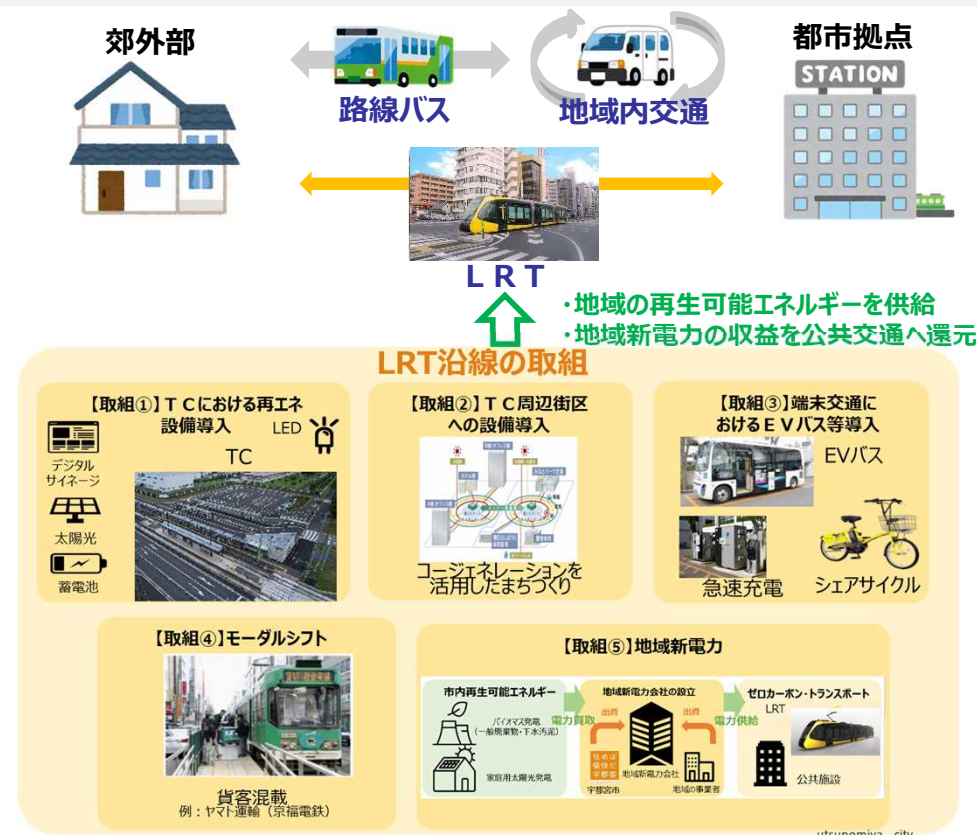 郊外部
都市拠点
STATION
路線バス
地域内交通
LRT
・地域の再生可能エネルギーを供給
・地域新電力の収益を公共交通へ還元
LRT沿線の取組
【取組①】TCにおける再エネ
設備導入
LED
TC
デジタル
サイネージ
太陽光
蓄電池
【取組②】TC周辺街区
への設備導入
コージェネレーションを
活用したまちづくり
【取組③】端末交通に
おけるEVバス等導入
EVバス
急速充電
シェアサイクル
【取組④】モーダルシフト
貨客混載
例：ヤマト運輸（京福電鉄）
【取組⑤】地域新電力
市内再生可能エネルギー
バイオマス発電
（一般廃棄物・下水汚泥）
家庭用太陽光発電
電力買取
地域新電力会社の設立
出資
出資
住めば
愉快だ
宇都宮
宇都宮市
地域新電力会社
地域の事業者
電力供給
ゼロカーボン・トランスポート
LRT
公共施設
utsunomiya city